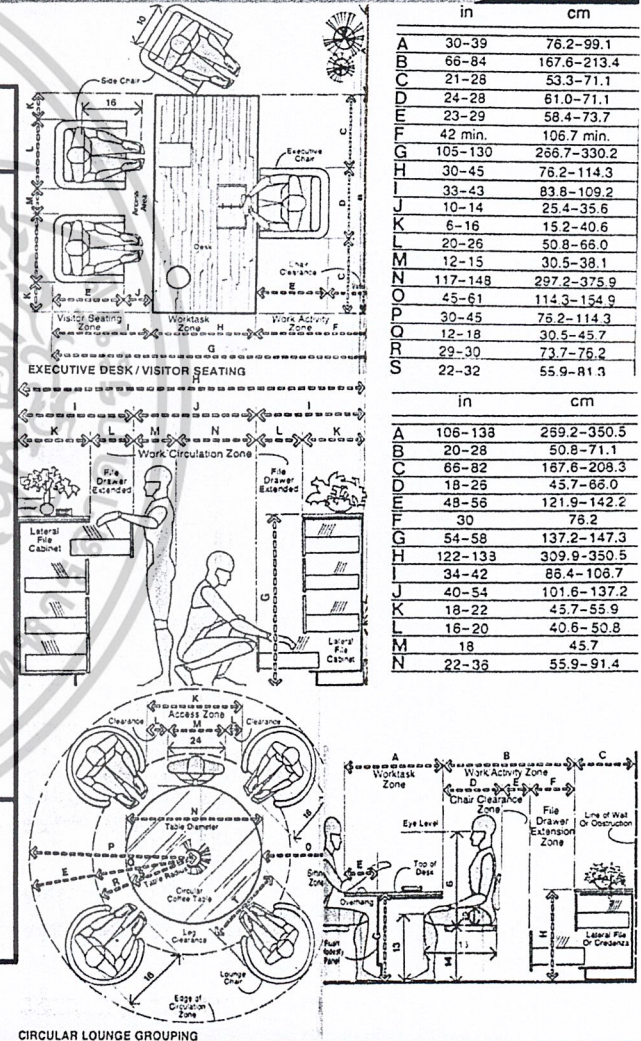 in cm
A 30-39 76.2-99.1
B 66-84 167.6-213.4
C 21-28 53.3-71.1
D 24-28 61.0-71.1
E 23-29 58.4-73.7
F 42 min. 106.7 min.
G 105-130 266.7-330.2
H 30-45 76.2-114.3
I 33-43 83.8-109.2
J 10-14 25.4-35.6
K 6-16 15.2-40.6
L 20-26 50.8-66.0
M 12-15 30.5-38.1
N 117-148 297.2-375.9
O 45-61 114.3-154.9
P 30-45 76.2-114.3
Q 12-18 30.5-45.7
R 29-30 73.7-76.2
S 22-32 55.9-81.3
in cm
A 106-138 269.2-350.5
B 20-28 50.8-71.1
C 66-82 167.6-208.3
D 18-26 45.7-66.0
E 48-56 121.9-142.2
F 30 76.2
G 54-58 137.2-147.3
H 122-138 309.9-350.5
I 34-42 86.4-106.7
J 40-54 101.6-137.2
K 18-22 45.7-55.9
L 16-20 40.6-50.8
M 18 45.7
N 22-36 55.9-91.4
10
Side Chair
16
K
L
M
K
Access
Area
Executive
Chair
C
D
C
Desk
Chair
Clearance
E J E
Visitor Seating
Zone
Worktask
Zone
Work Activity
Zone
I H F
G
EXECUTIVE DESK / VISITOR SEATING
H
I J I
K L M N L K
Work Circulation Zone
File
Drawer
Extended
File
Drawer
Extended
Lateral
File
Cabinet
G
Lateral
File
Cabinet
K
Access Zone
Clearance L M L Clearance
24
N
Table Diameter
16
P
O
Q
E
R
Table Radius
Circular
Coffee Table
T
Leg
Clearance
18
Lounge
Chair
Edge of
Circulation
Zone
CIRCULAR LOUNGE GROUPING
A B C
Worktask
Zone
Work Activity
Zone
D E F
Chair Clearance
Zone
File
Drawer
Extension
Zone
Line of Wall
Or Obstruction
Eye Level
Zone
E
Top of
Desk
Overhang
G
13
15
H
Modesty
Panel
Lateral File
Or Credenza